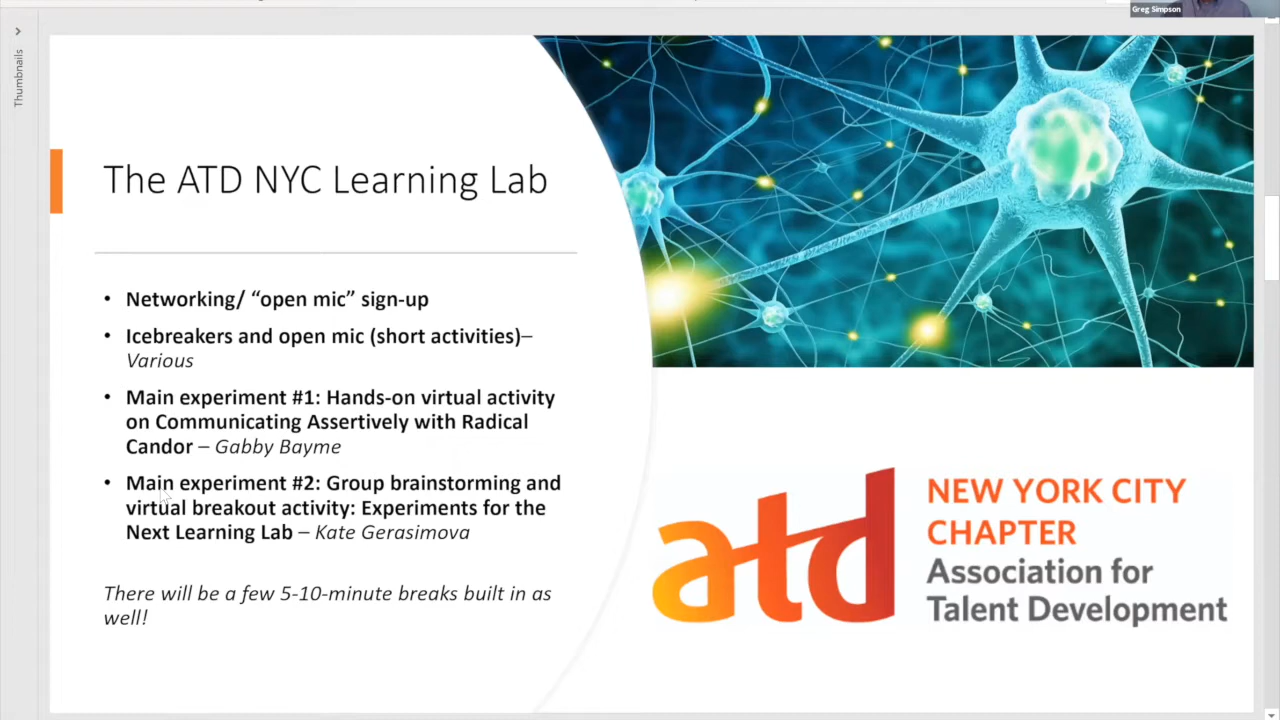 Greg Simpson
Thumbnails
The ATD NYC Learning Lab
• Networking/ “open mic” sign-up
• Icebreakers and open mic (short activities)–
Various
• Main experiment #1: Hands-on virtual activity
on Communicating Assertively with Radical
Candor – Gabby Bayme
• Main experiment #2: Group brainstorming and
virtual breakout activity: Experiments for the
Next Learning Lab – Kate Gerasimova
There will be a few 5-10-minute breaks built in as
well!
atd
NEW YORK CITY
CHAPTER
Association for
Talent Development